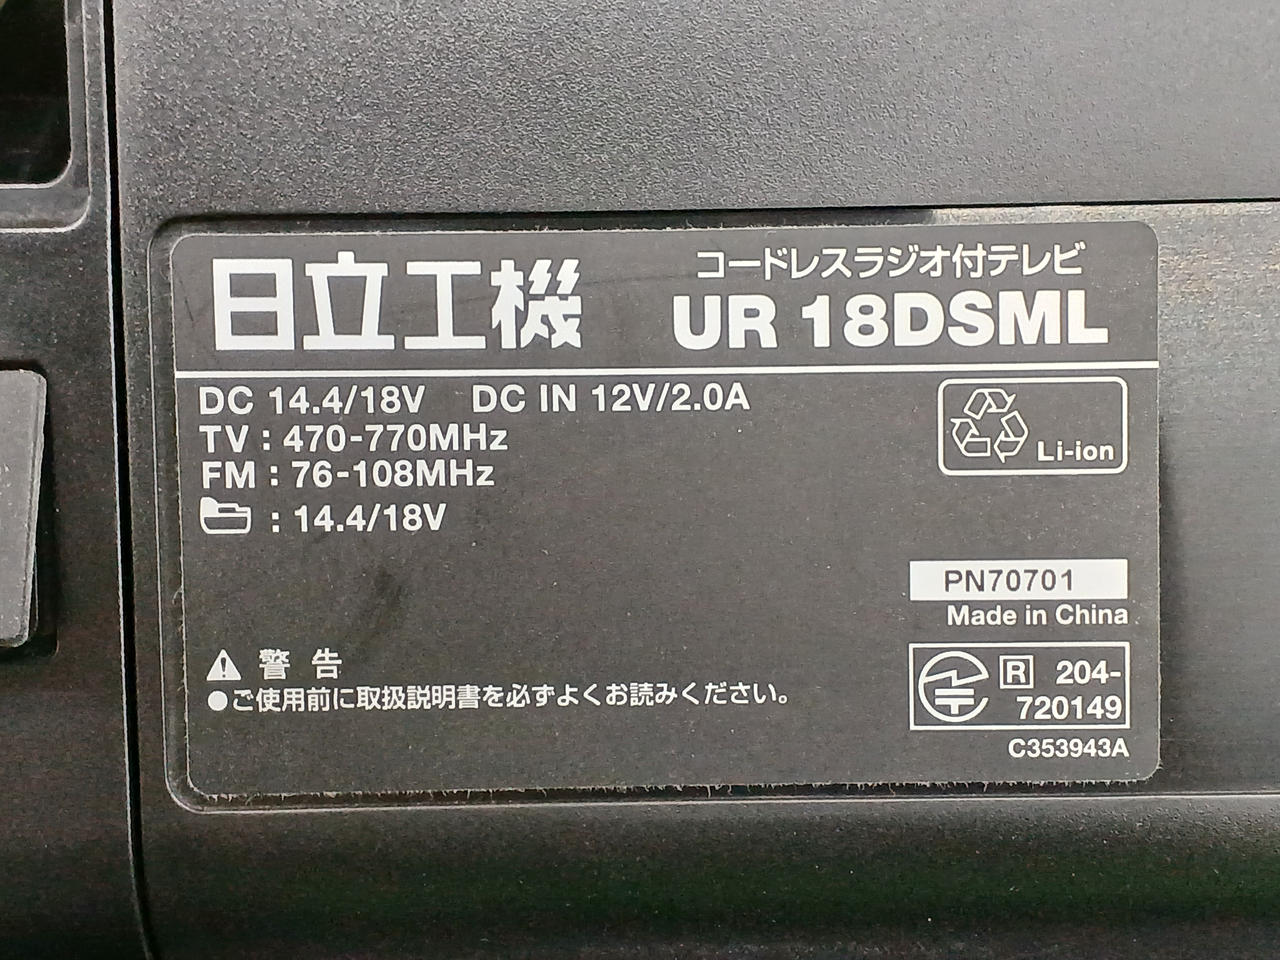 日立工機
コードレスラジオ付テレビ
UR 18DSML
DC 14.4/18V DC IN 12V/2.0A
TV : 470-770MHz
FM : 76-108MHz
: 14.4/18V
Li-ion
PN70701
Made in China
警告
●ご使用前に取扱説明書を必ずよくお読みください。
R 204-
720149
C353943A